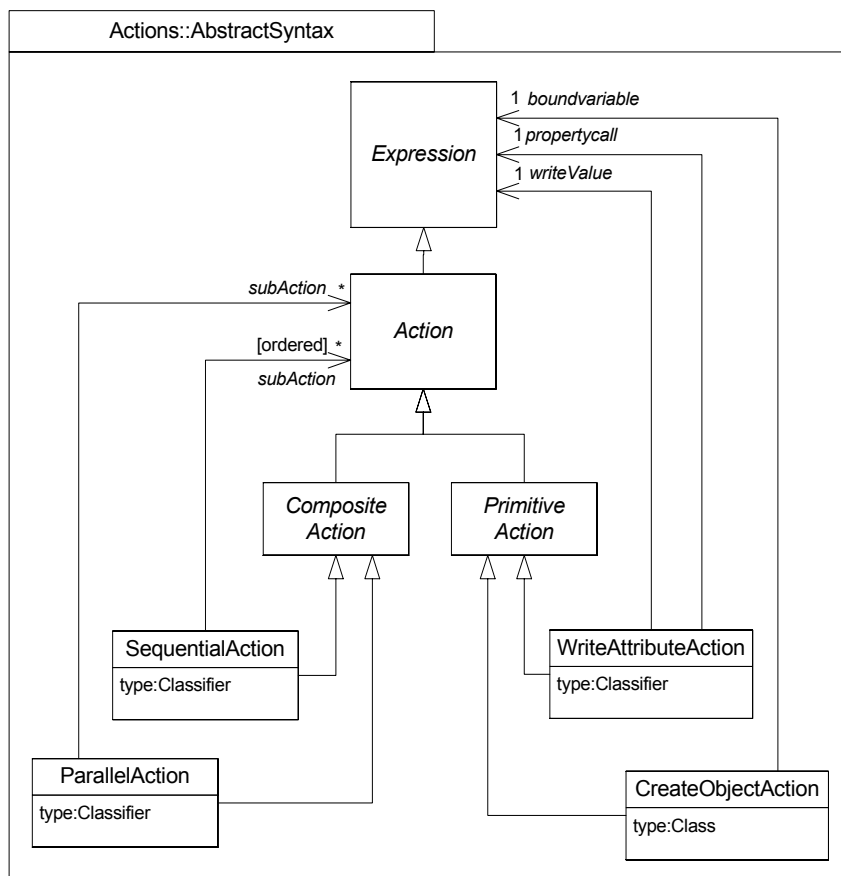 Actions::AbstractSyntax
1 boundvariable
1 propertycall
Expression
1 writeValue
subAction *
Action
[ordered] *
subAction
Composite
Action
Primitive
Action
SequentialAction
type:Classifier
WriteAttributeAction
type:Classifier
ParallelAction
type:Classifier
CreateObjectAction
type:Class